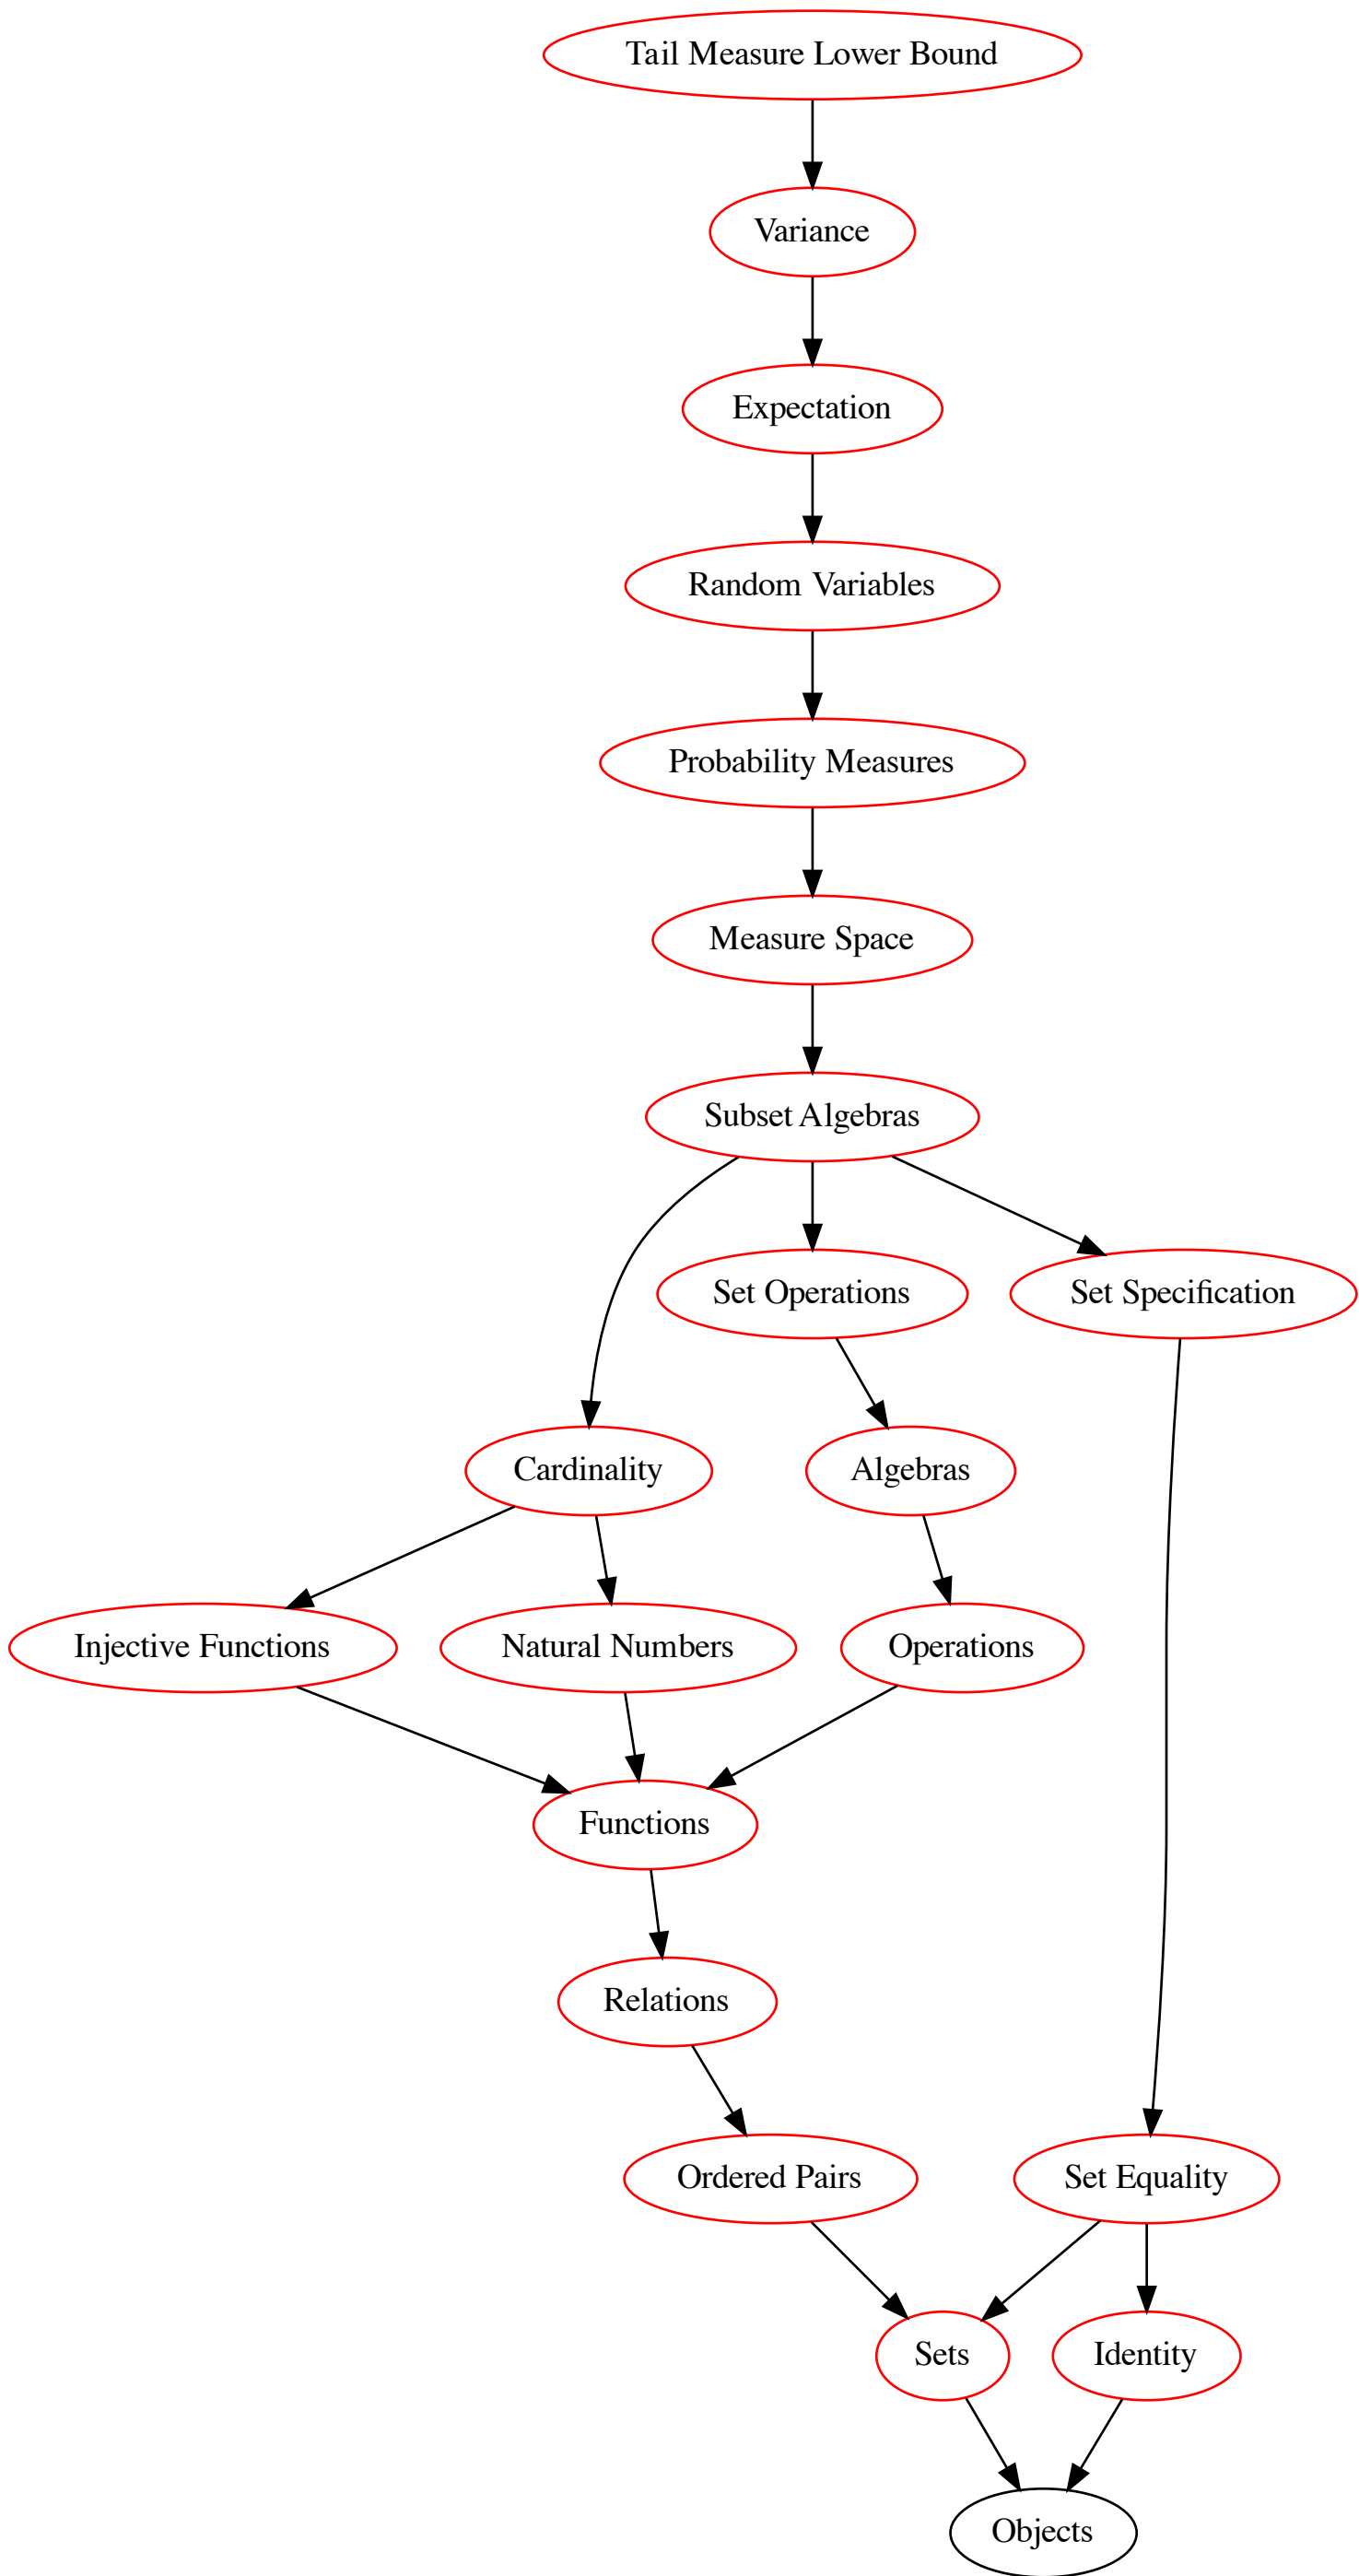 Tail Measure Lower Bound
Variance
Expectation
Random Variables
Probability Measures
Measure Space
Subset Algebras
Set Operations
Set Specification
Cardinality
Algebras
Injective Functions
Natural Numbers
Operations
Functions
Relations
Ordered Pairs
Set Equality
Sets
Identity
Objects